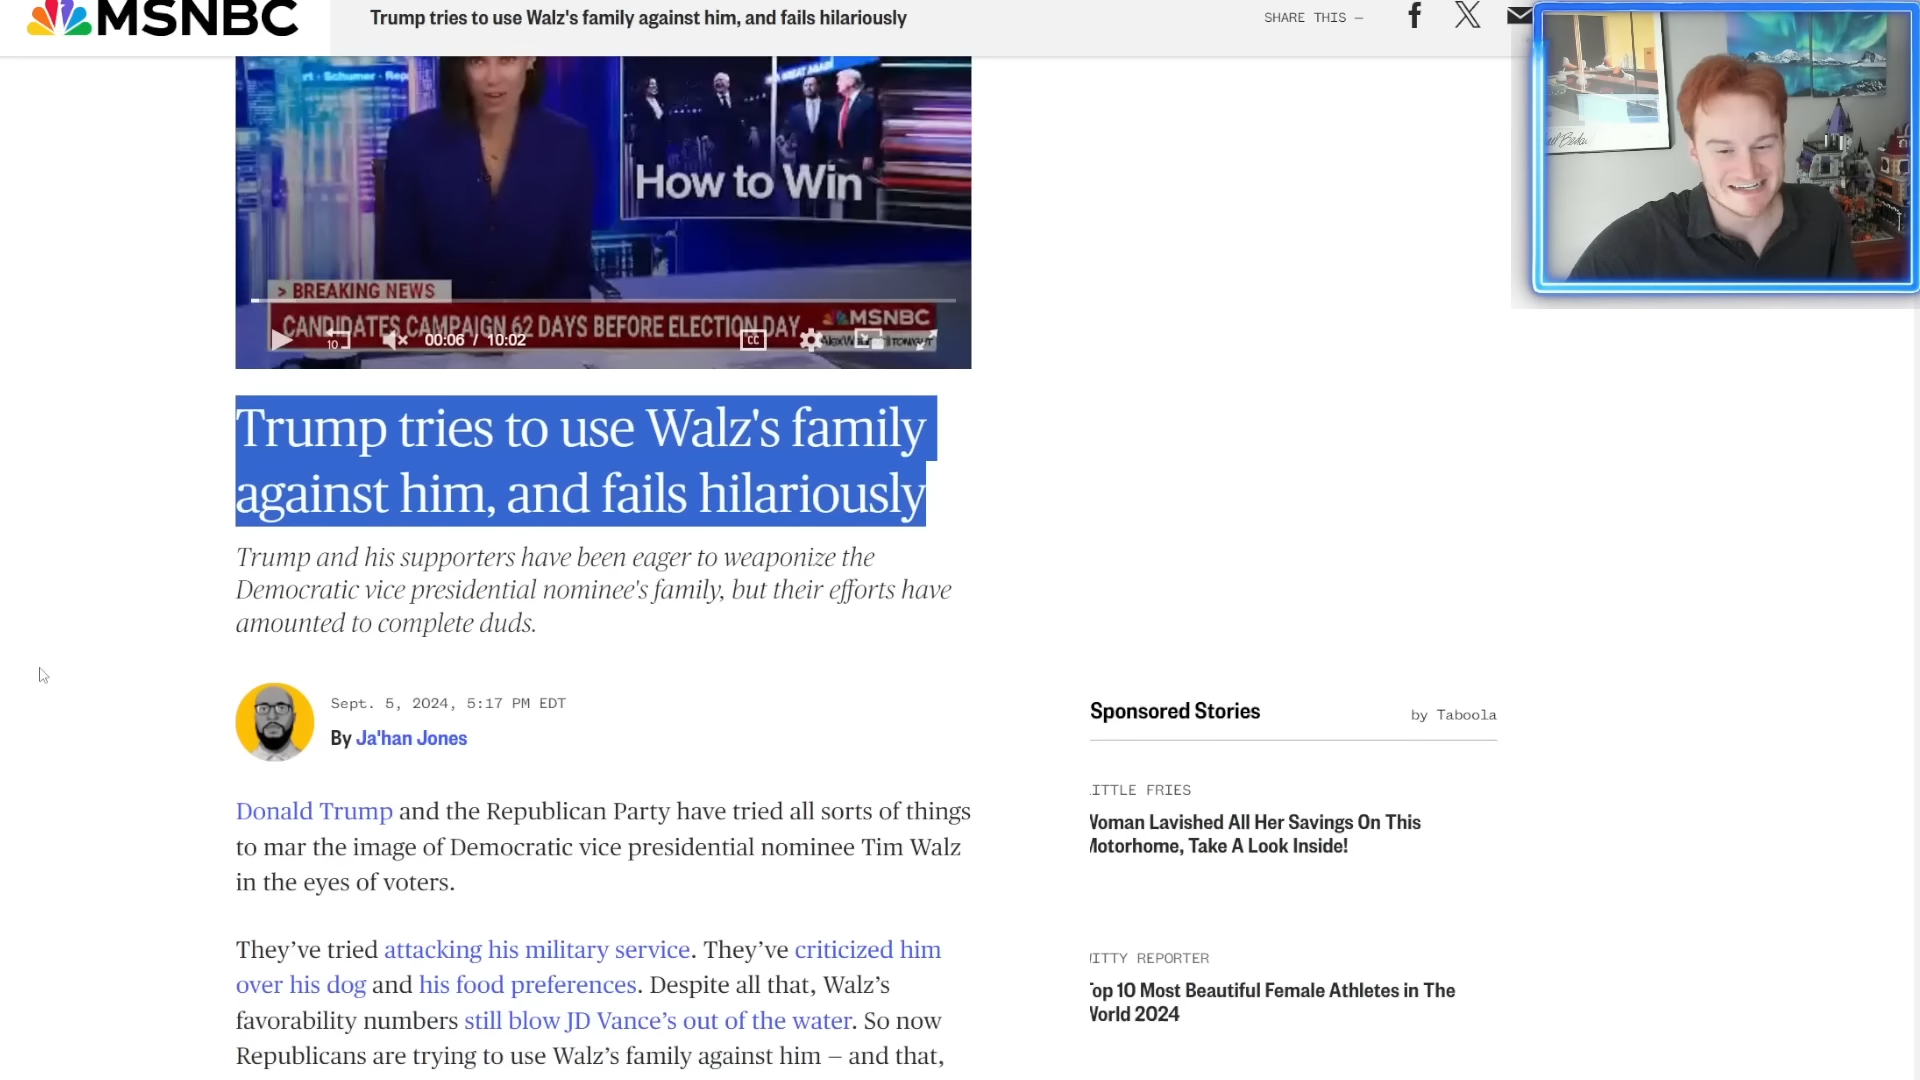 MSNBC
Trump tries to use Walz's family against him, and fails hilariously
SHARE THIS —
How to Win
> BREAKING NEWS
CANDIDATES CAMPAIGN 62 DAYS BEFORE ELECTION DAY
MSNBC
10
00:06 / 10:02
CC
TONIGHT
Trump tries to use Walz's family
against him, and fails hilariously
Trump and his supporters have been eager to weaponize the
Democratic vice presidential nominee's family, but their efforts have
amounted to complete duds.
Sept. 5, 2024, 5:17 PM EDT
By Ja'han Jones
Donald Trump and the Republican Party have tried all sorts of things
to mar the image of Democratic vice presidential nominee Tim Walz
in the eyes of voters.
They’ve tried attacking his military service. They’ve criticized him
over his dog and his food preferences. Despite all that, Walz’s
favorability numbers still blow JD Vance’s out of the water. So now
Republicans are trying to use Walz’s family against him — and that,
Sponsored Stories
by Taboola
ITTLE FRIES
Woman Lavished All Her Savings On This
Motorhome, Take A Look Inside!
ITTY REPORTER
Top 10 Most Beautiful Female Athletes in The
World 2024